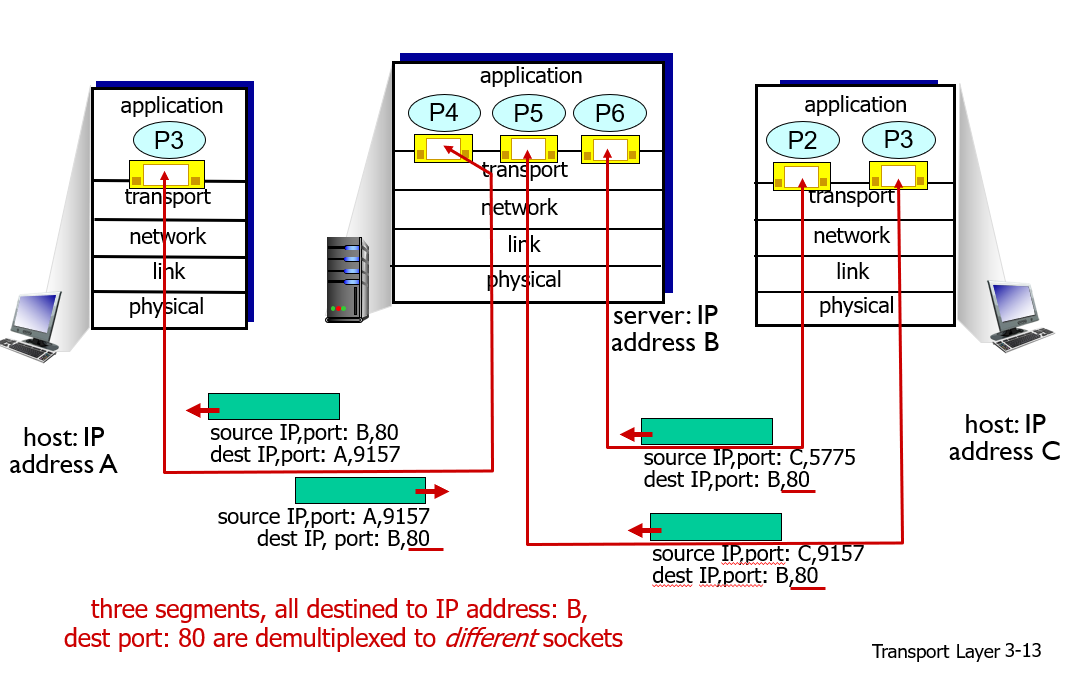 application
P3
transport
network
link
physical
host: IP
address A
application
P4
P5
P6
transport
network
link
physical
server: IP
address B
application
P2
P3
transport
network
link
physical
host: IP
address C
source IP,port: B,80
dest IP,port: A,9157
source IP,port: A,9157
dest IP, port: B,80
source IP,port: C,5775
dest IP,port: B,80
source IP,port: C,9157
dest IP,port: B,80
three segments, all destined to IP address: B,
dest port: 80 are demultiplexed to different sockets
Transport Layer 3-13